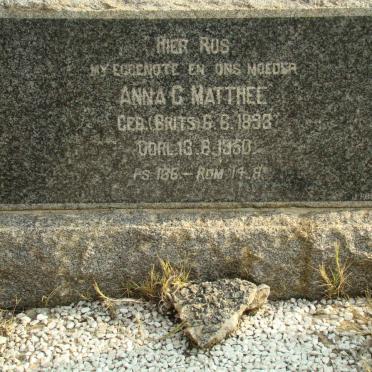 HIER RUS
MY EGGENOTE EN ONS MOEDER
ANNA C. MATTHEE
GEB. (BRITS) 6.6.1893
OORL. 13.8.1950
PS. 136.— ROM. 14.8